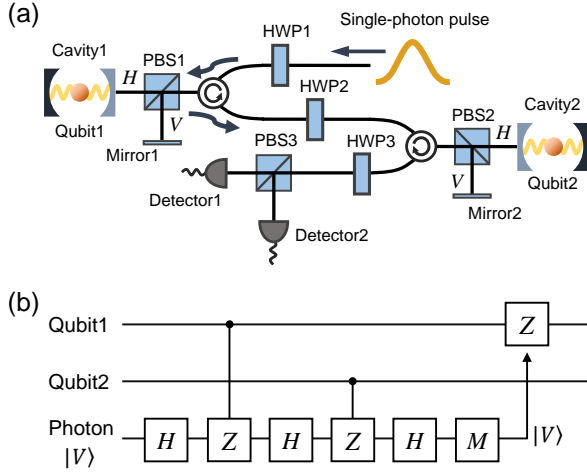 (a)
Single-photon pulse
HWP1
Cavity1
PBS1
H
Qubit1
V
Mirror1
HWP2
PBS2
Cavity2
H
PBS3
HWP3
V
Qubit2
Detector1
Mirror2
Detector2
(b)
Z
Qubit1
Qubit2
Photon
|V⟩
H
Z
H
Z
H
M
|V⟩